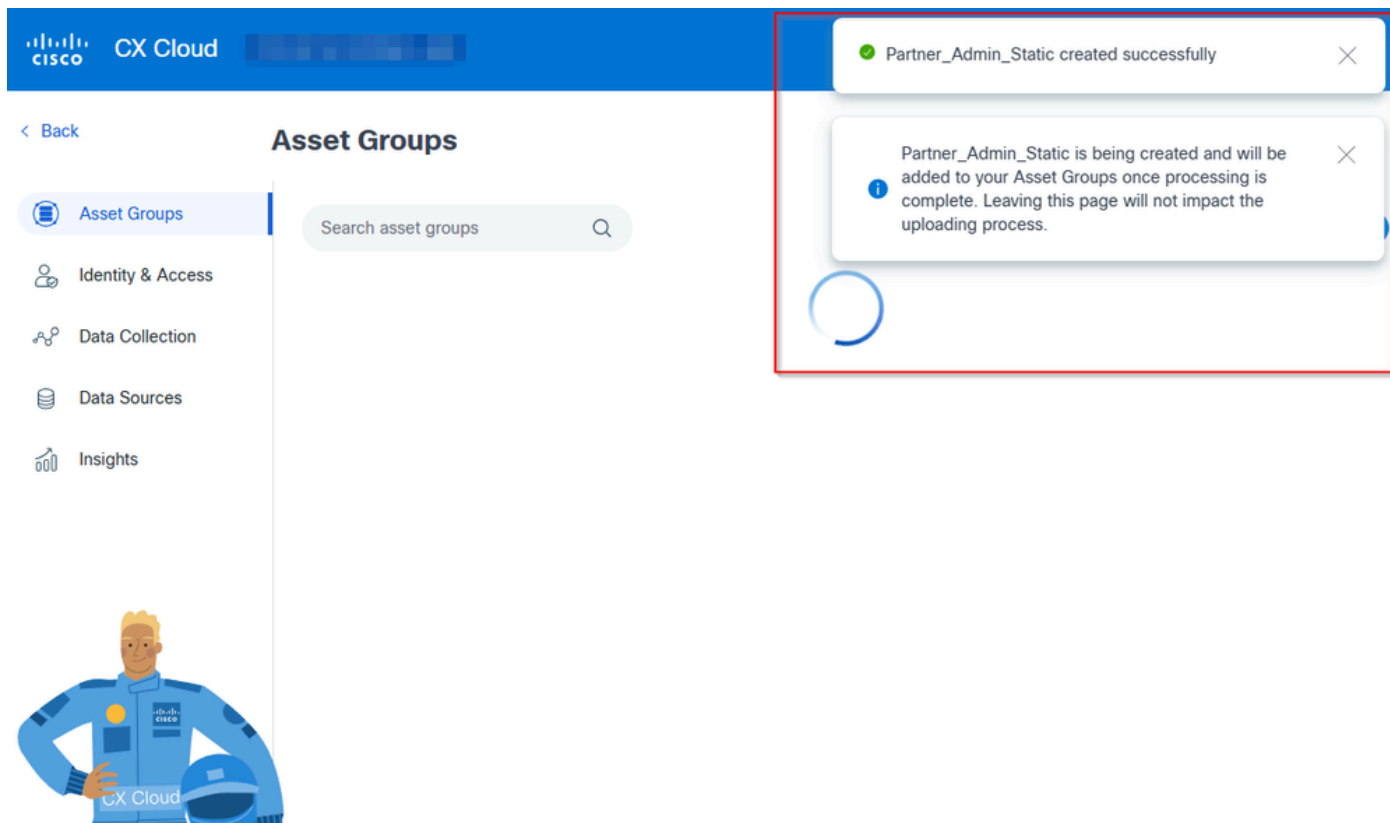 cisco
CX Cloud
Partner_Admin_Static created successfully
< Back
Asset Groups
Partner_Admin_Static is being created and will be
added to your Asset Groups once processing is
complete. Leaving this page will not impact the
uploading process.
Asset Groups
Search asset groups
Identity & Access
Data Collection
Data Sources
Insights
cisco
CX Cloud